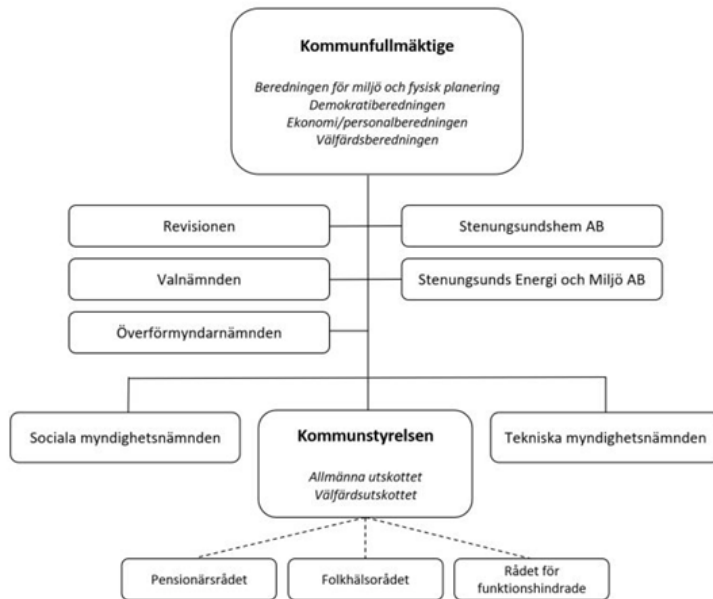 Kommunfullmäktige
Beredningen för miljö och fysisk planering
Demokratiberedningen
Ekonomi/personalberedningen
Välfärdsberedningen
Revisionen
Stenungsundshem AB
Valnämnden
Stenungsunds Energi och Miljö AB
Överförmyndarnämnden
Sociala myndighetsnämnden
Kommunstyrelsen
Allmänna utskottet
Välfärdsutskottet
Tekniska myndighetsnämnden
Pensionärsrådet
Folkhälsorådet
Rådet för
funktionshindrade